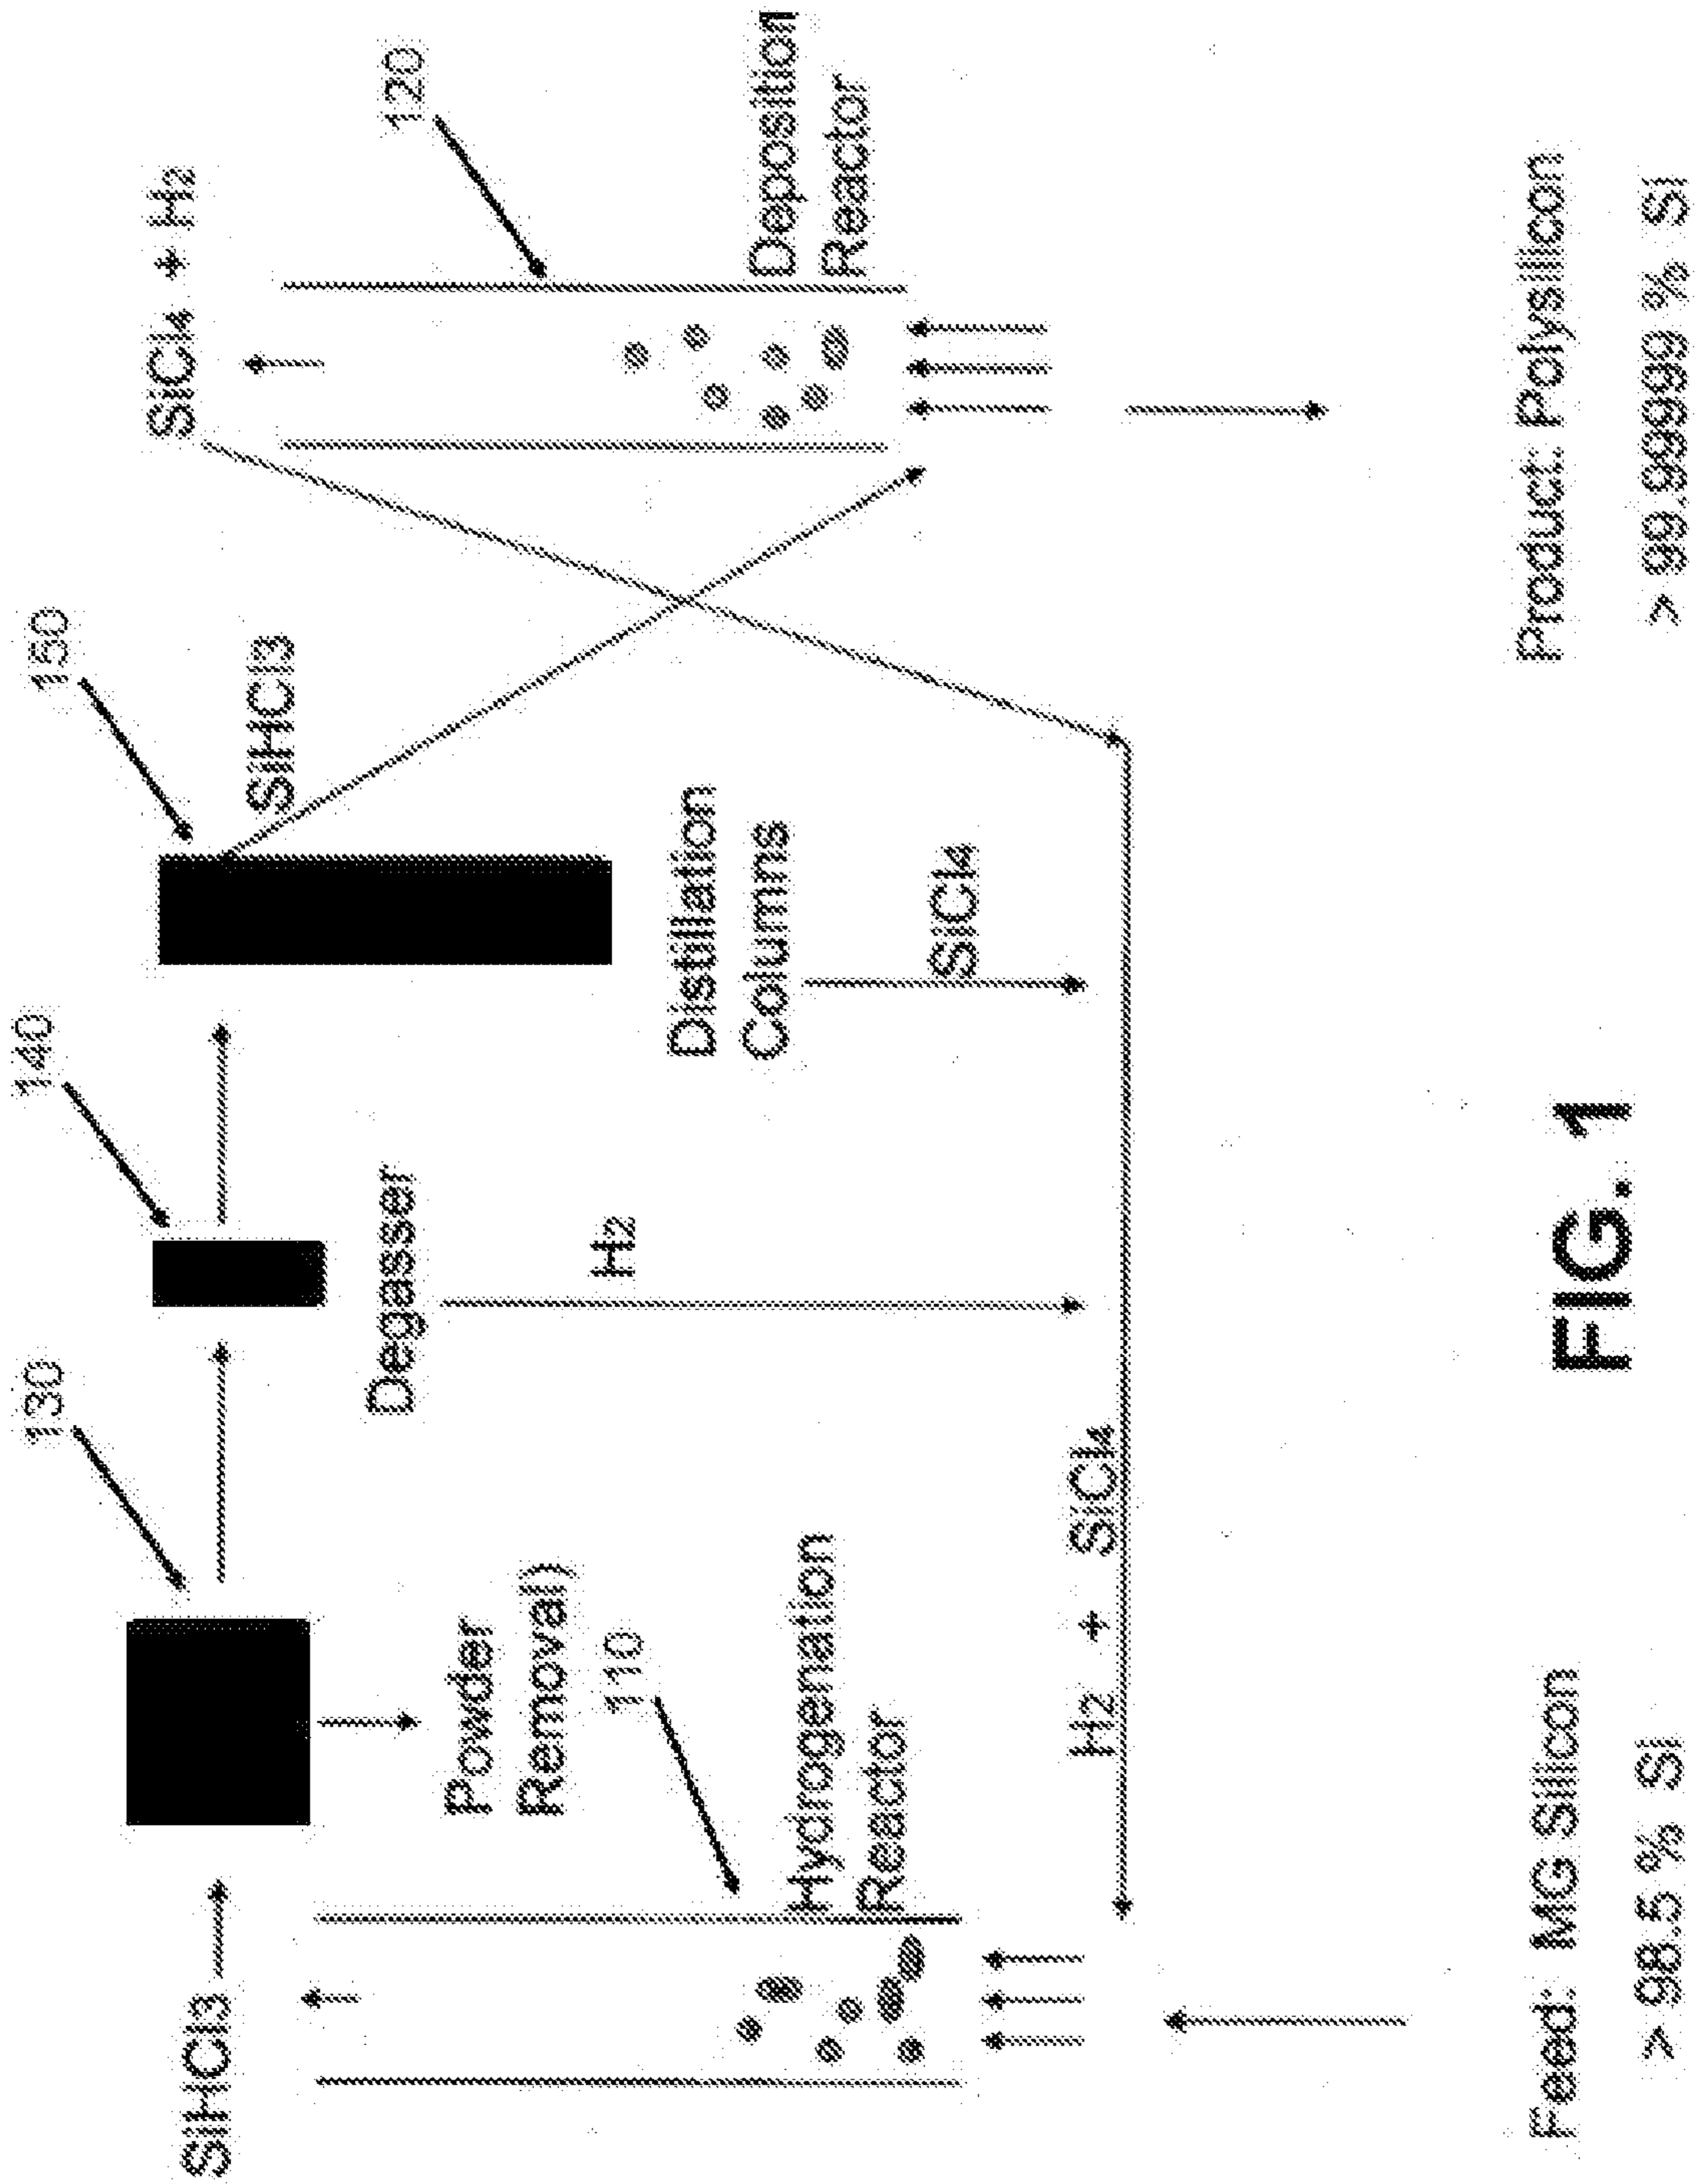 130
140
150
120
SiHCl3
SiCl4 + H2
SiHCl3
Powder
Removal)
Degasser
Distillation
Columns
Deposition
Reactor
110
H2
Hydrogenation
Reactor
SiCl4
H2 + SiCl4
Feed: MG Silicon
> 98.5 % Si
Product: Polysilicon
> 99.99999 % Si
FIG. 1